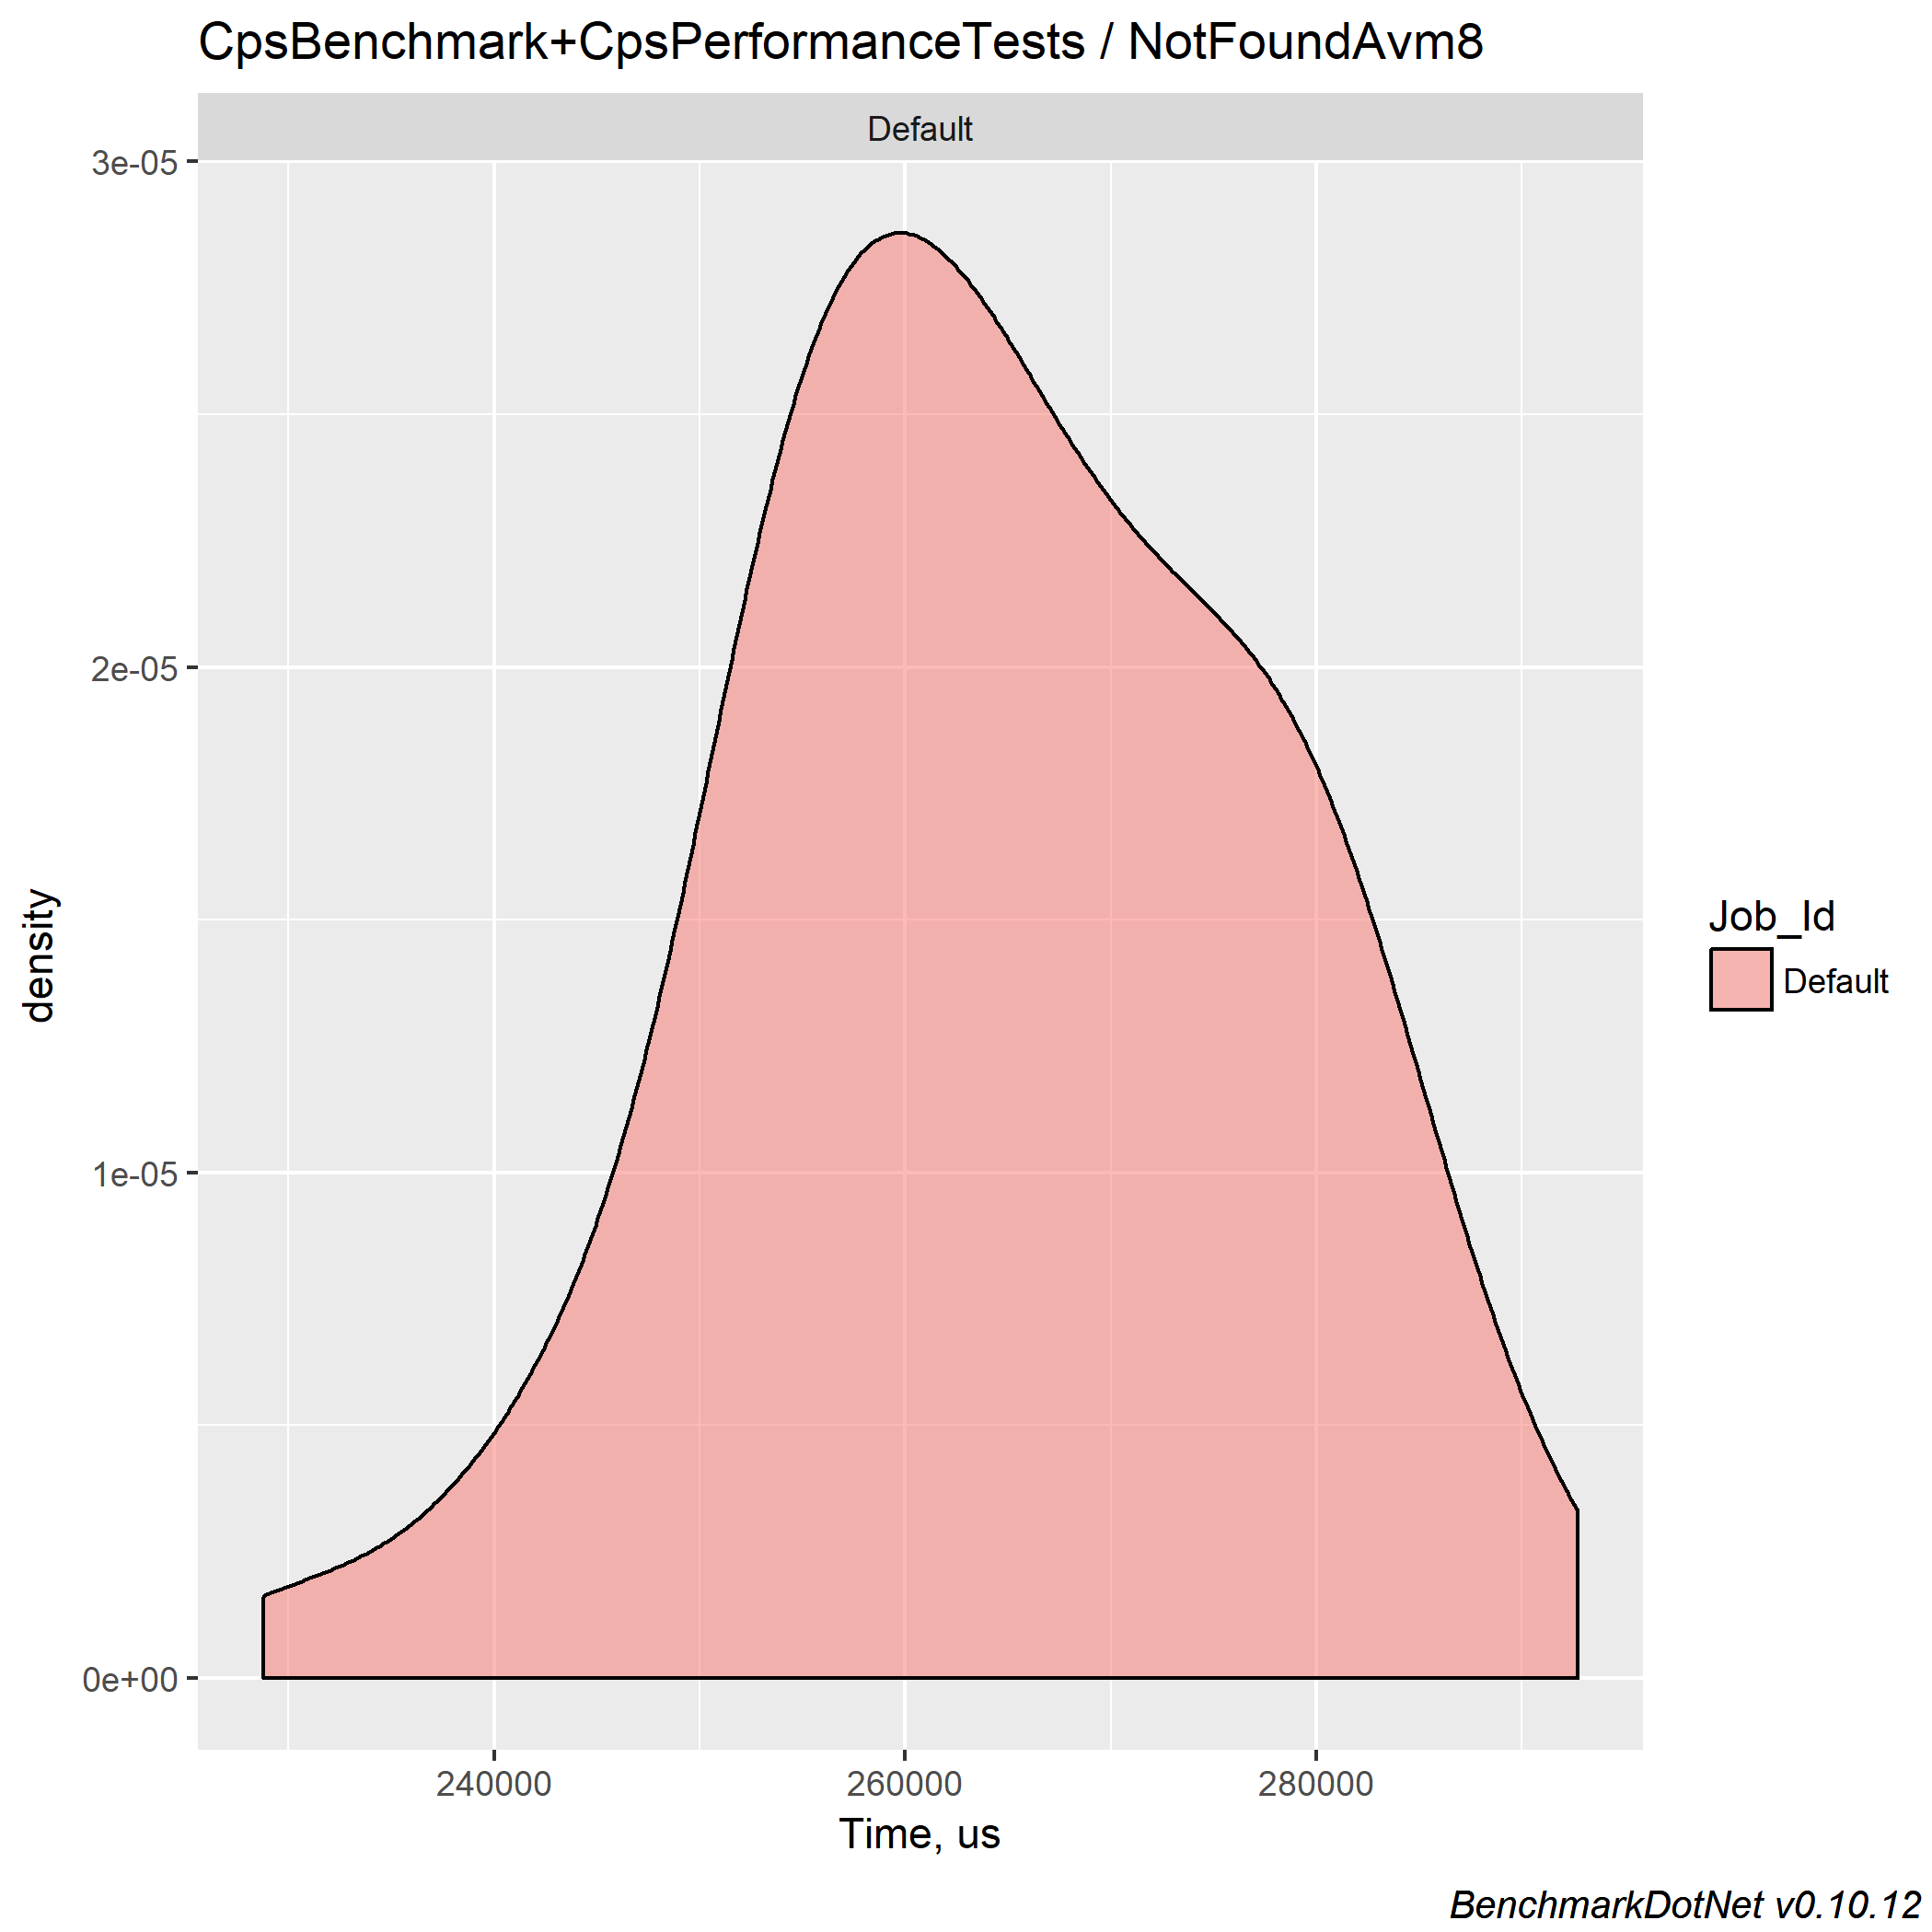 CpsBenchmark+CpsPerformanceTests / NotFoundAvm8
Default
3e-05
2e-05
1e-05
0e+00
density
240000 260000 280000
Time, us
Job_Id
Default
BenchmarkDotNet v0.10.12